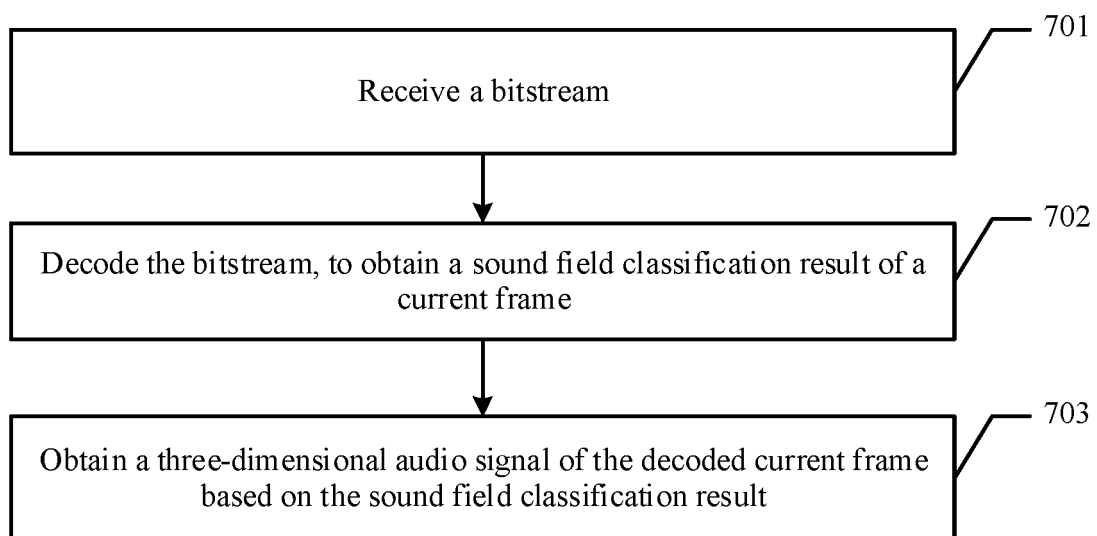 701
Receive a bitstream
702
Decode the bitstream, to obtain a sound field classification result of a
current frame
703
Obtain a three-dimensional audio signal of the decoded current frame
based on the sound field classification result